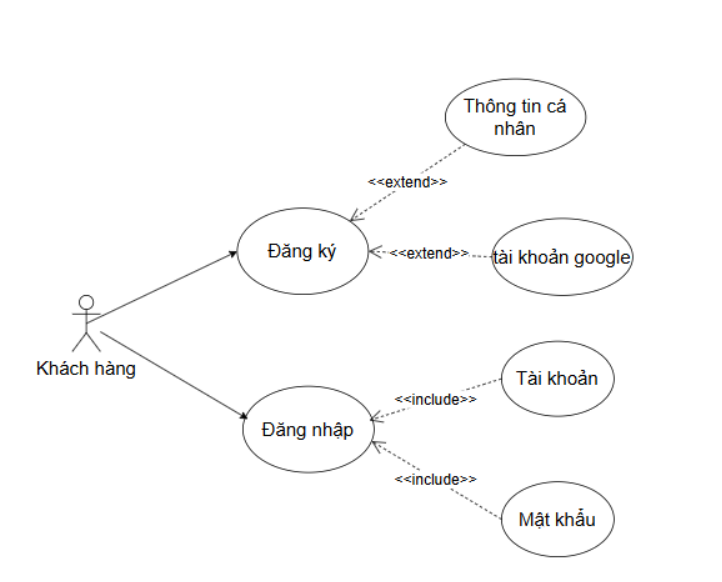 Thông tin cá
nhân
<<extend>>
Đăng ký
<<extend>>
tài khoản google
Khách hàng
Tài khoản
<<include>>
Đăng nhập
<<include>>
Mật khẩu